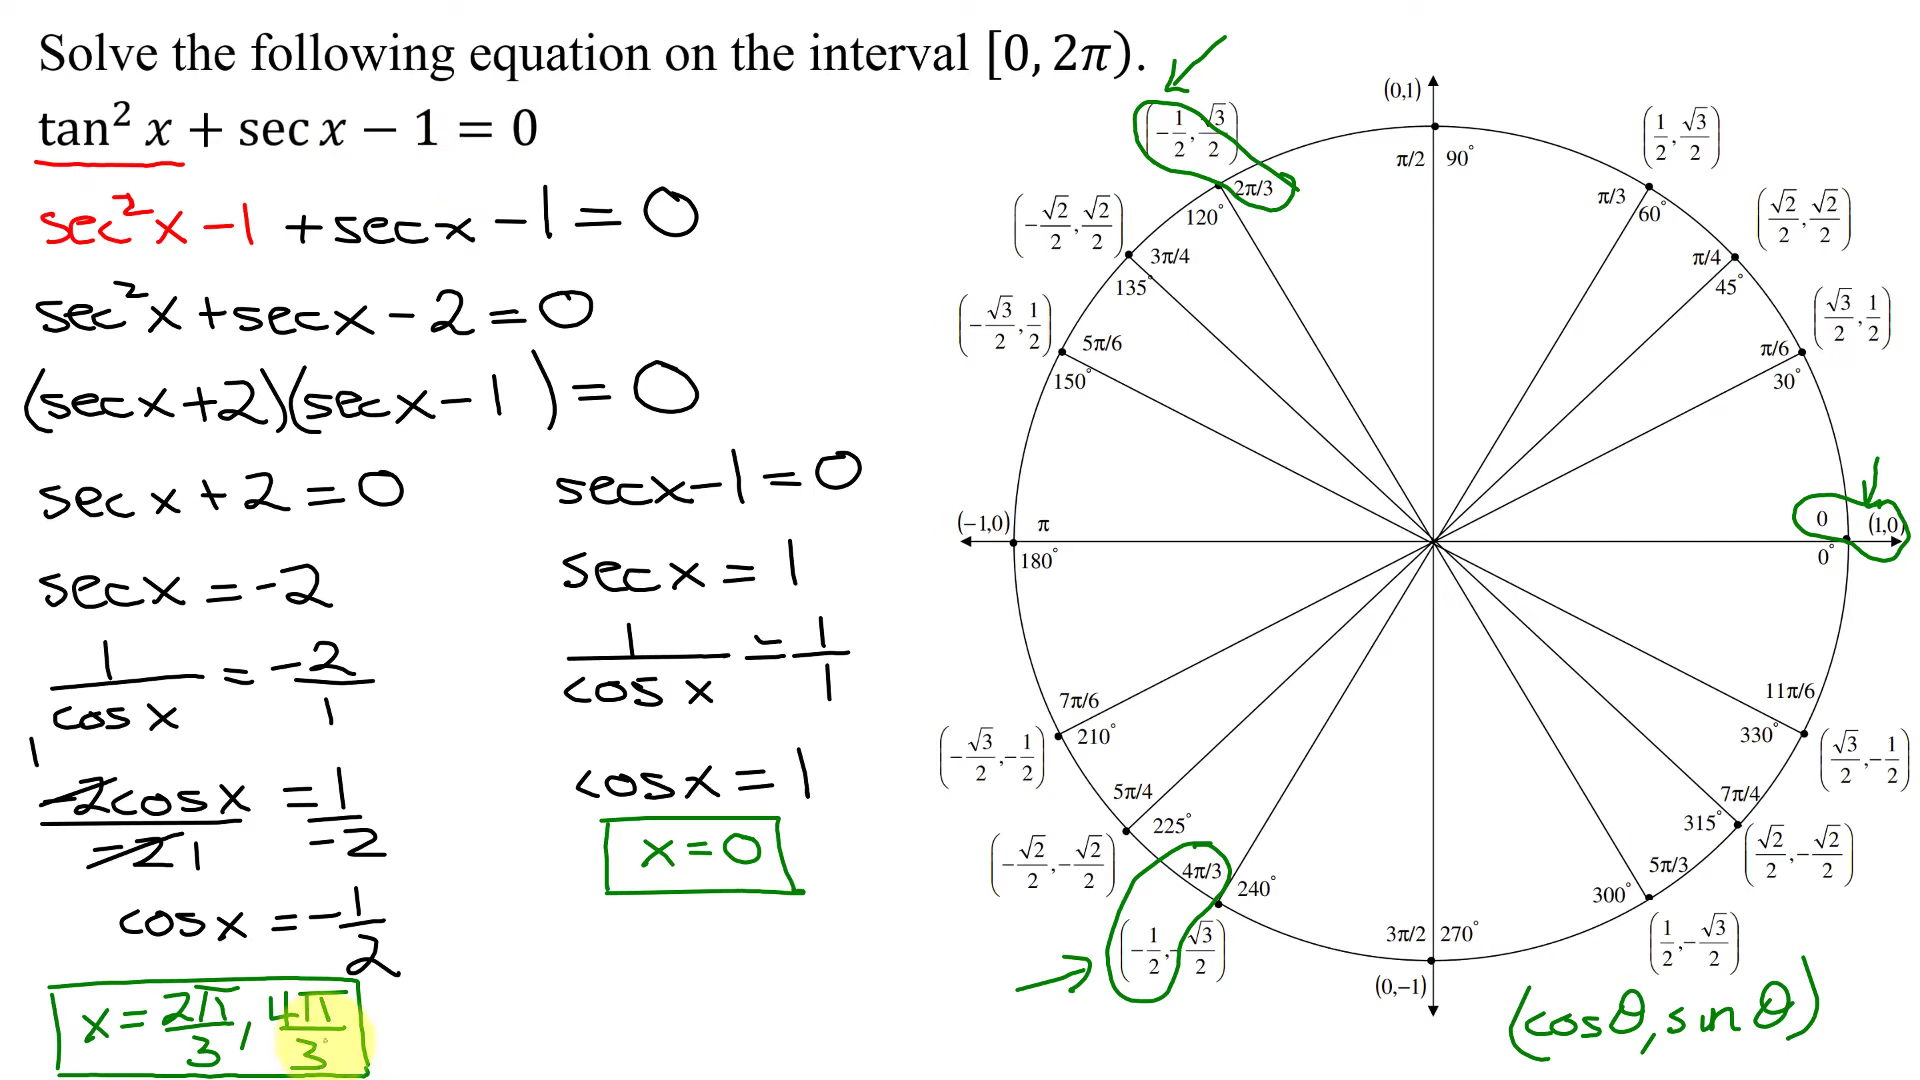 Solve the following equation on the interval [0, 2π).
tan² x + sec x − 1 = 0
sec²x −1 + secx −1 = 0
sec²x + secx − 2 = 0
(secx+2)(secx−1) = 0
secx+2=0
secx = −2
1/cosx = −2/1
1
−2cosx/−2 1 = 1/−2
cosx = −1/2
x = 2π/3, 4π/3
secx−1=0
secx = 1
1/cosx = 1/1
cosx = 1
x = 0
(0,1)
π/2 90°
(1/2, √3/2)
π/3
60°
(√2/2, √2/2)
π/4
45°
(√3/2, 1/2)
π/6
30°
0 (1,0)
0°
11π/6
330°
(√3/2, −1/2)
7π/4
315°
(√2/2, −√2/2)
5π/3
300°
(1/2, −√3/2)
3π/2 270°
(0,−1)
4π/3
240°
(−1/2, −√3/2)
5π/4
225°
(−√2/2, −√2/2)
7π/6
210°
(−√3/2, −1/2)
(−1,0) π
180°
(−√3/2, 1/2)
5π/6
150°
(−√2/2, √2/2)
3π/4
135°
(−1/2, √3/2)
2π/3
120°
(cosθ, sinθ)